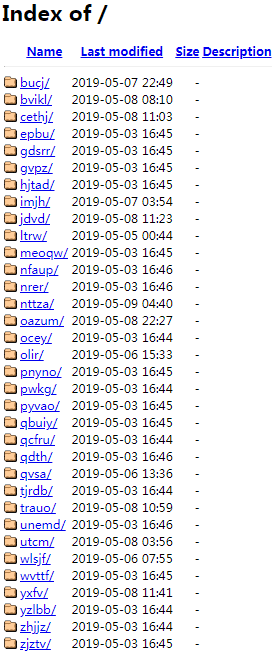 Index of /
Name Last modified Size Description
bucj/ 2019-05-07 22:49 -
bvikl/ 2019-05-08 08:10 -
cethj/ 2019-05-08 11:03 -
epbu/ 2019-05-03 16:45 -
gdsrr/ 2019-05-03 16:45 -
gvpz/ 2019-05-03 16:45 -
hjtad/ 2019-05-03 16:45 -
imjh/ 2019-05-07 03:54 -
jdvd/ 2019-05-08 11:23 -
ltrw/ 2019-05-05 00:44 -
meoqw/ 2019-05-03 16:45 -
nfaup/ 2019-05-03 16:46 -
nrer/ 2019-05-03 16:46 -
nttza/ 2019-05-09 04:40 -
oazum/ 2019-05-08 22:27 -
ocey/ 2019-05-03 16:44 -
olir/ 2019-05-06 15:33 -
pnyno/ 2019-05-03 16:45 -
pwkg/ 2019-05-03 16:44 -
pyvao/ 2019-05-03 16:45 -
qbuiy/ 2019-05-03 16:45 -
qcfru/ 2019-05-03 16:44 -
qdth/ 2019-05-03 16:46 -
qvsa/ 2019-05-06 13:36 -
tjrdb/ 2019-05-03 16:44 -
trauo/ 2019-05-08 10:59 -
unemd/ 2019-05-03 16:46 -
utcm/ 2019-05-08 03:56 -
wlsjf/ 2019-05-06 07:55 -
wvttf/ 2019-05-03 16:45 -
yxfv/ 2019-05-08 11:41 -
yzlbb/ 2019-05-03 16:44 -
zhjjz/ 2019-05-03 16:44 -
zjztv/ 2019-05-03 16:45 -